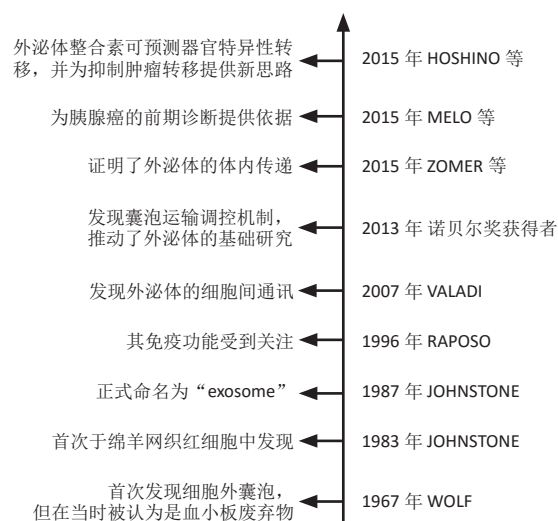 外泌体整合素可预测器官特异性转
移，并为抑制肿瘤转移提供新思路
2015 年 HOSHINO 等
为胰腺癌的前期诊断提供依据
2015 年 MELO 等
证明了外泌体的体内传递
2015 年 ZOMER 等
发现囊泡运输调控机制，
推动了外泌体的基础研究
2013 年 诺贝尔奖获得者
发现外泌体的细胞间通讯
2007 年 VALADI
其免疫功能受到关注
1996 年 RAPOSO
正式命名为“exosome”
1987 年 JOHNSTONE
首次于绵羊网织红细胞中发现
1983 年 JOHNSTONE
首次发现细胞外囊泡，
但在当时被认为是血小板废弃物
1967 年 WOLF